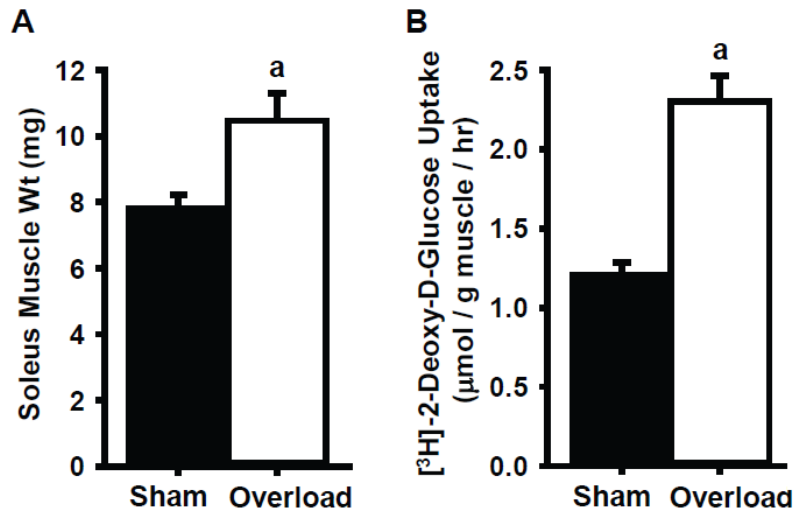 A
Soleus Muscle Wt (mg)
12
10
8
6
4
2
0
a
Sham Overload
B
[³H]-2-Deoxy-D-Glucose Uptake
(μmol / g muscle / hr)
2.5
2.0
1.5
1.0
0.5
0.0
a
Sham Overload